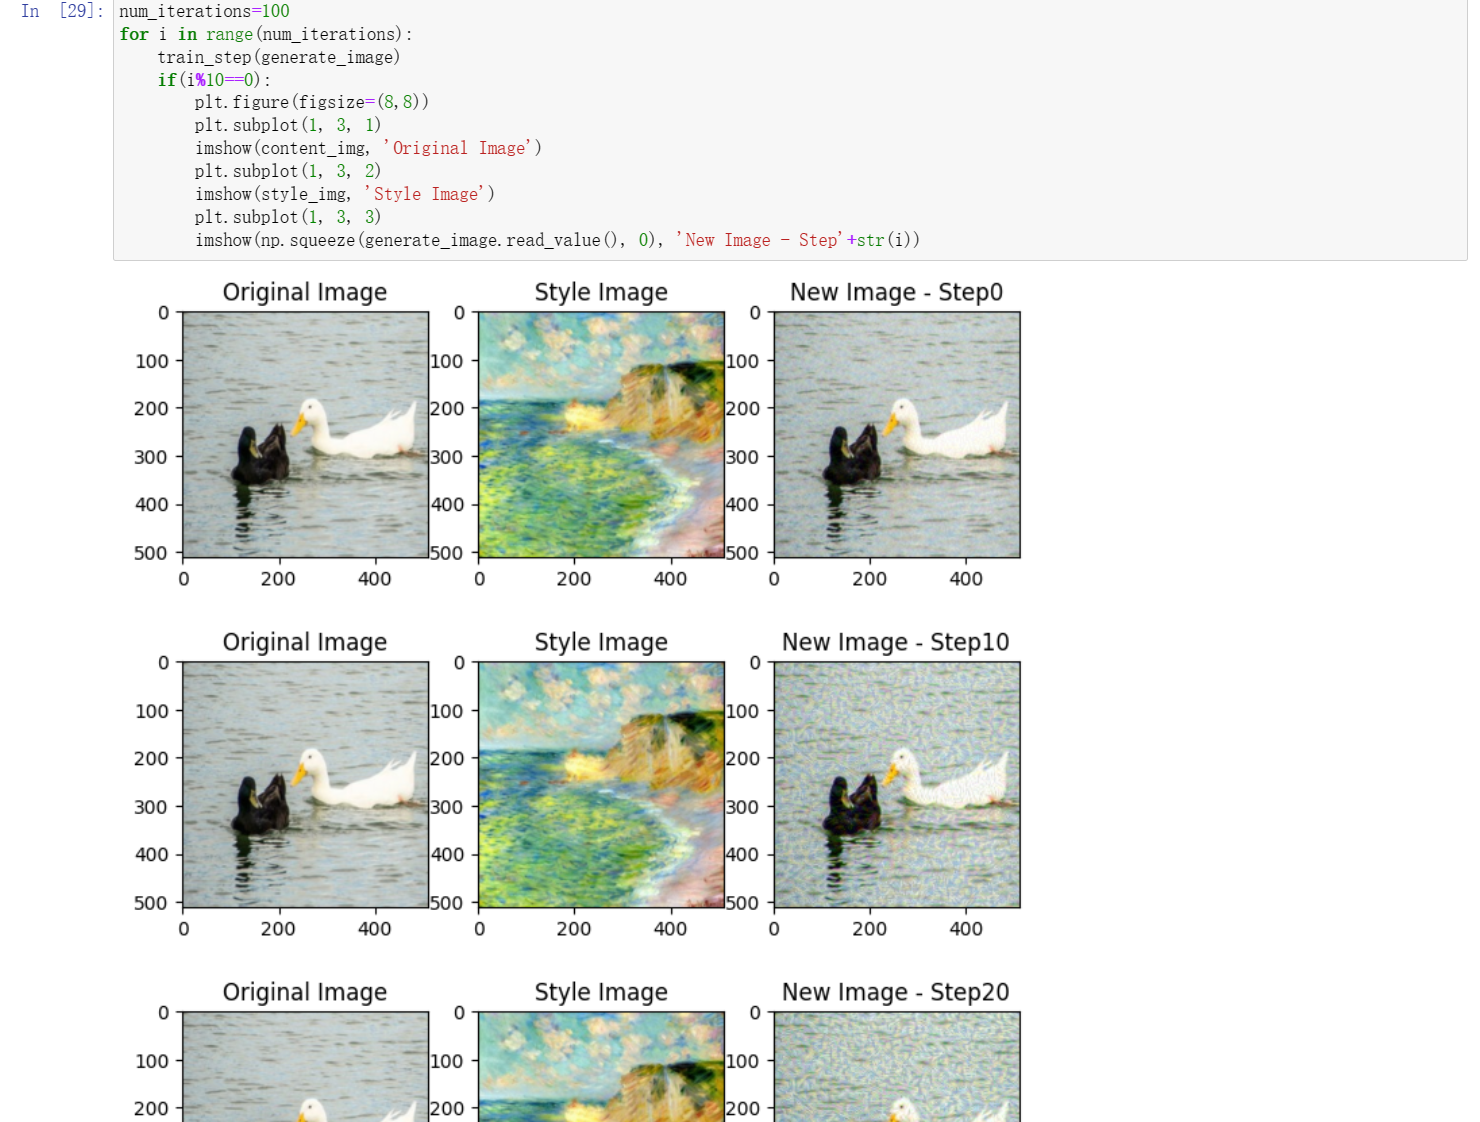 In [29]:
num_iterations=100
for i in range(num_iterations):
    train_step(generate_image)
    if(i%10==0):
        plt.figure(figsize=(8,8))
        plt.subplot(1, 3, 1)
        imshow(content_img, 'Original Image')
        plt.subplot(1, 3, 2)
        imshow(style_img, 'Style Image')
        plt.subplot(1, 3, 3)
        imshow(np.squeeze(generate_image.read_value(), 0), 'New Image - Step'+str(i))
Original Image
0
100
200
300
400
500
0 200 400
Style Image
0
100
200
300
400
500
0 200 400
New Image - Step0
0
100
200
300
400
500
0 200 400
Original Image
0
100
200
300
400
500
0 200 400
Style Image
0
100
200
300
400
500
0 200 400
New Image - Step10
0
100
200
300
400
500
0 200 400
Original Image
0
100
200
Style Image
0
100
200
New Image - Step20
0
100
200